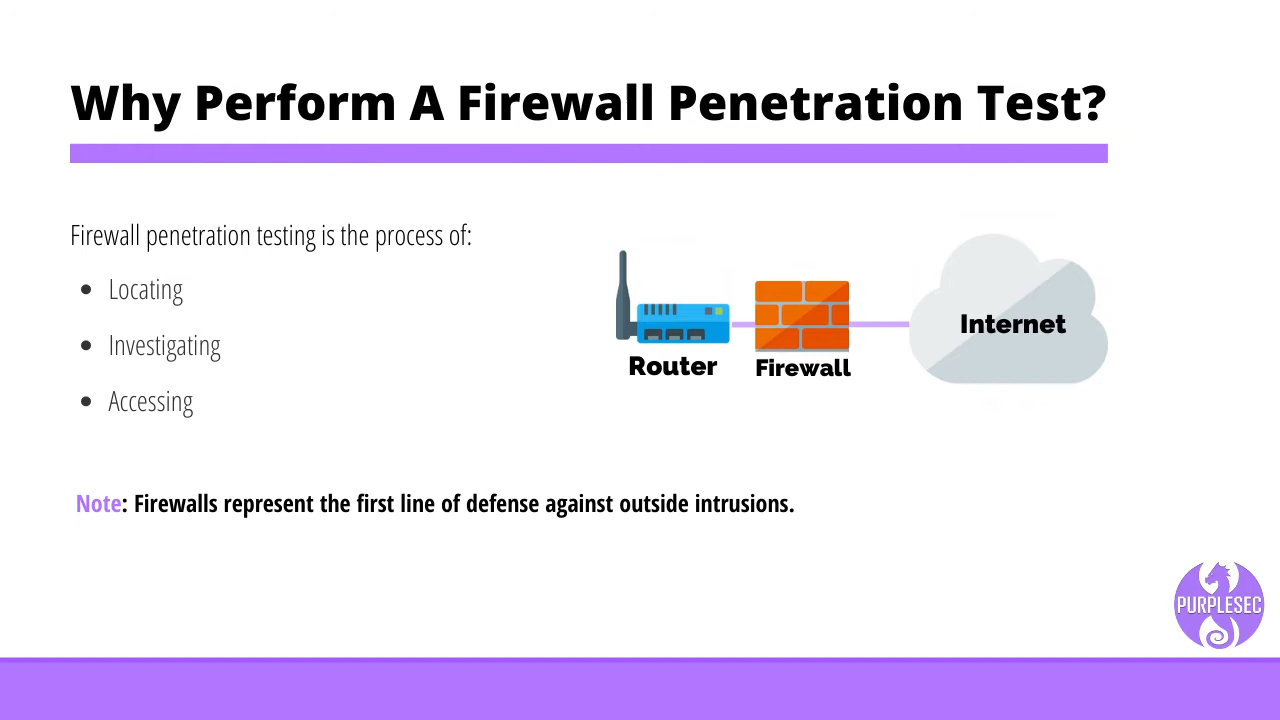 Why Perform A Firewall Penetration Test?
Firewall penetration testing is the process of:
Locating
Investigating
Accessing
Router
Firewall
Internet
Note: Firewalls represent the first line of defense against outside intrusions.
PURPLESEC